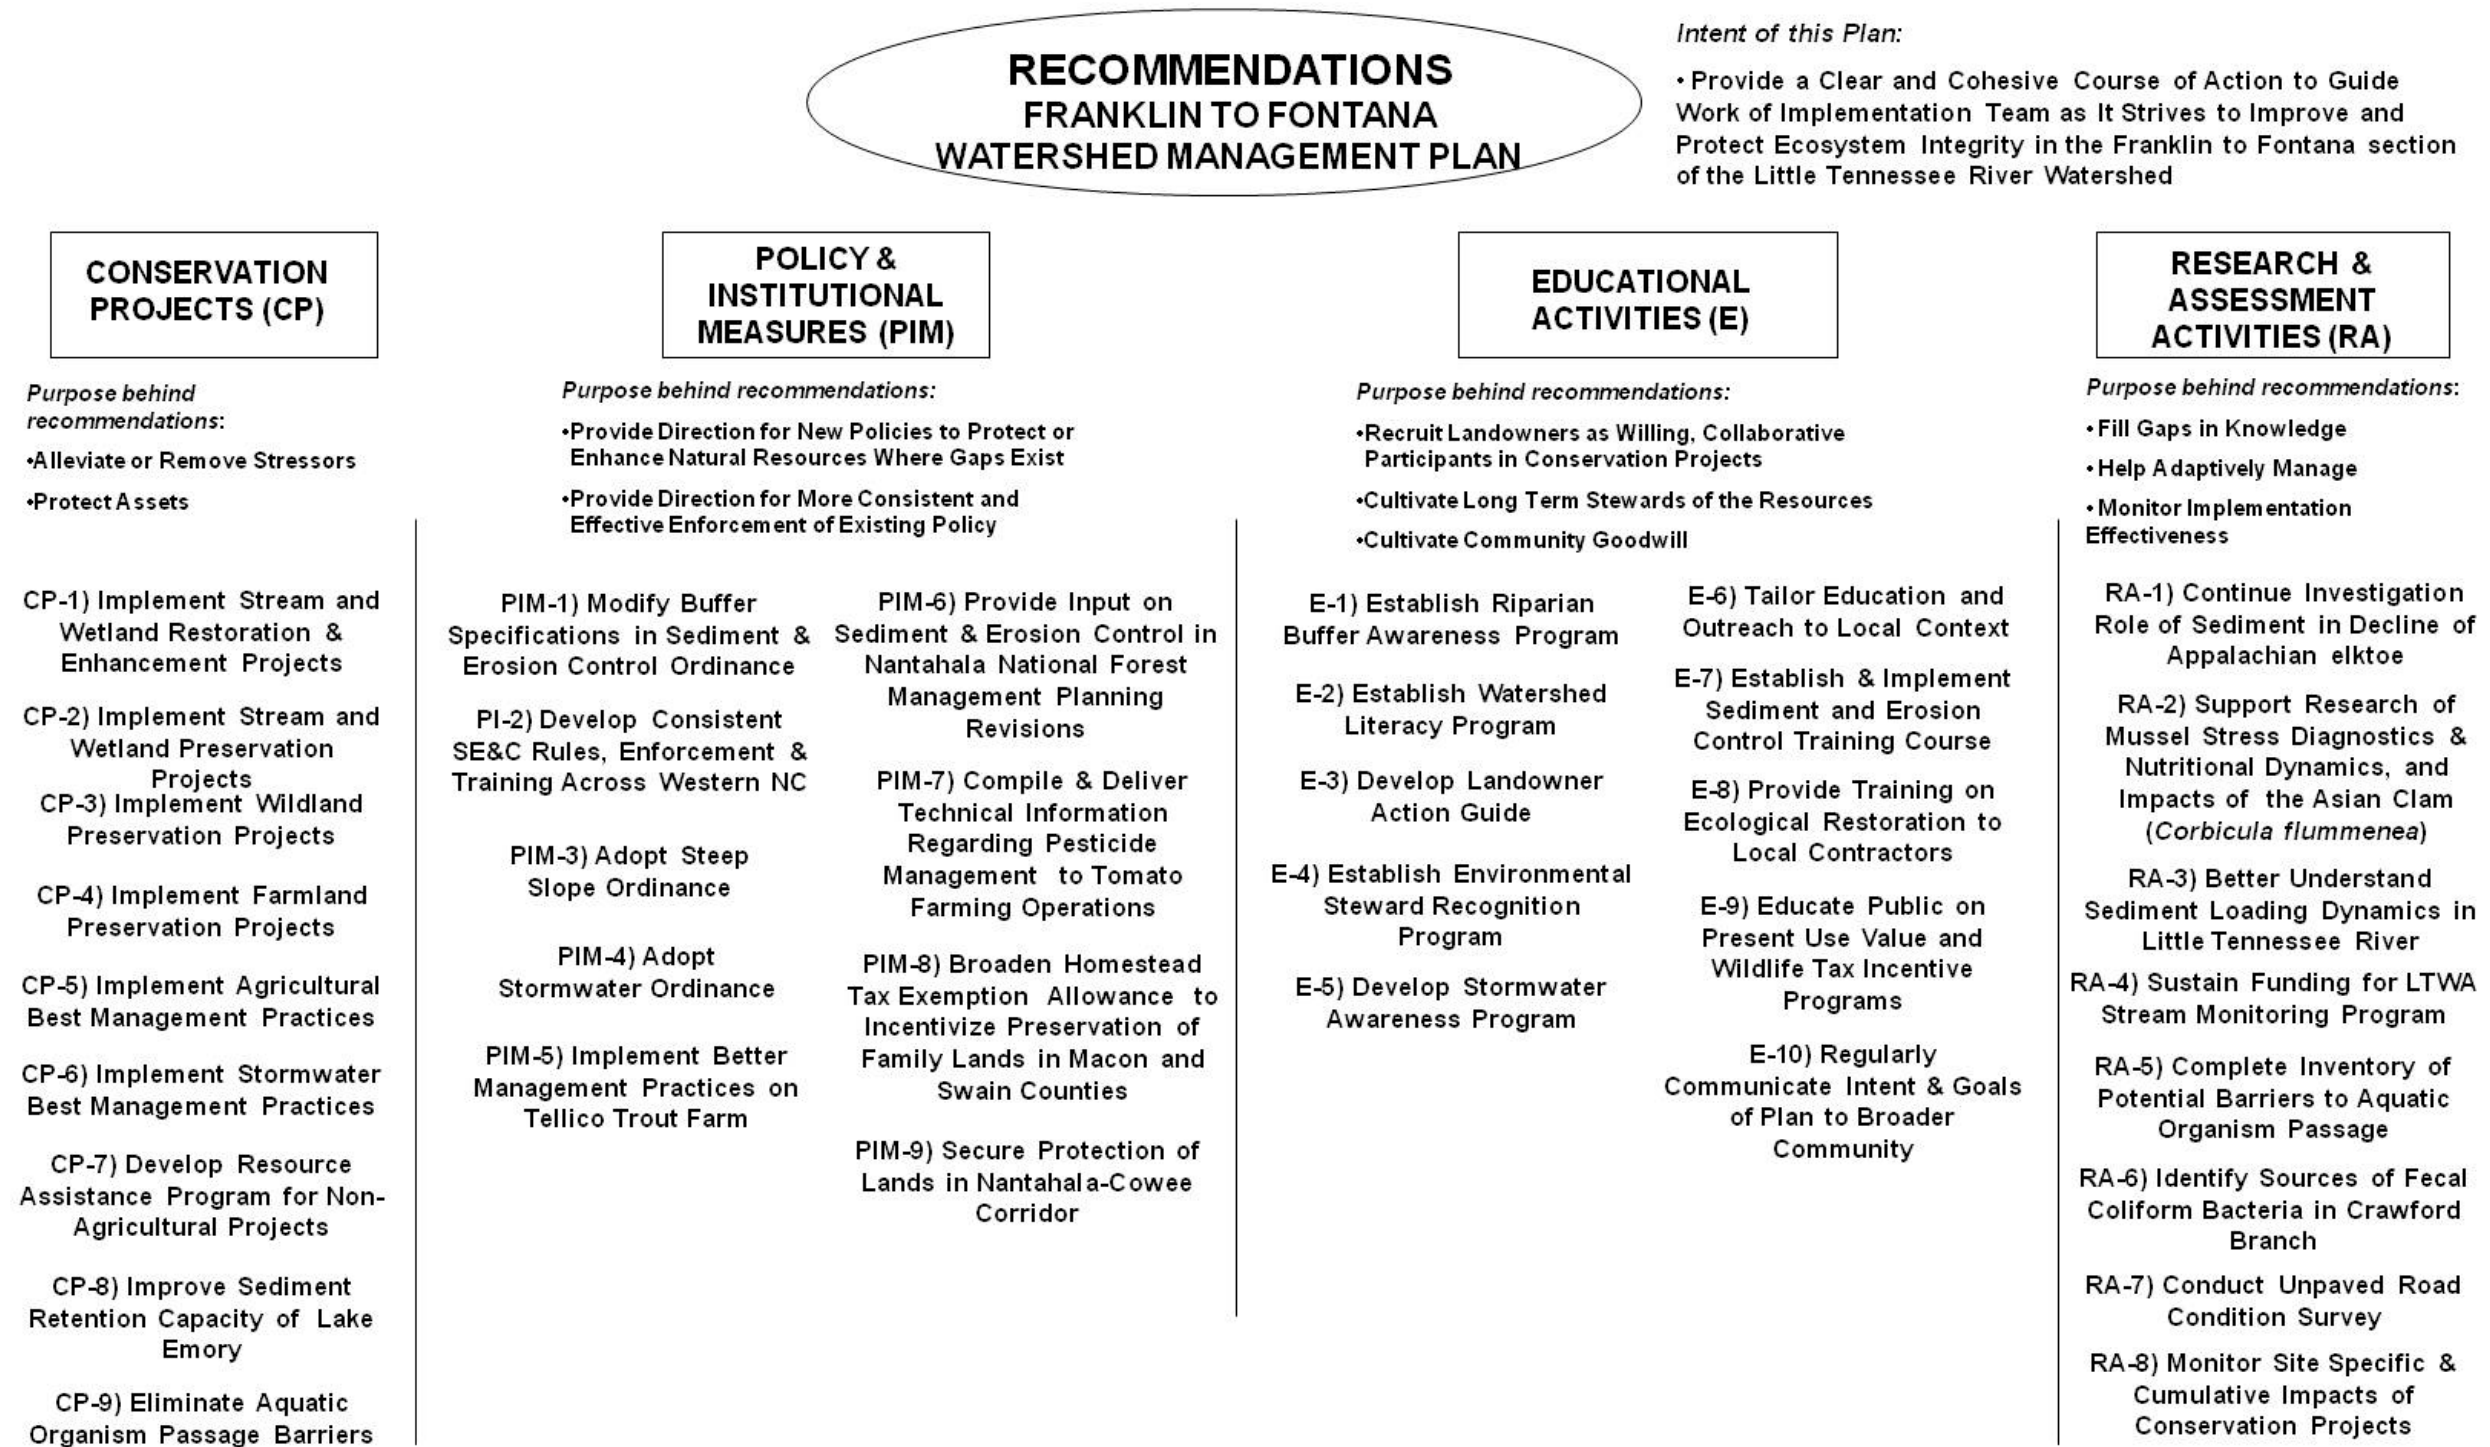 RECOMMENDATIONS
FRANKLIN TO FONTANA
WATERSHED MANAGEMENT PLAN
Intent of this Plan:
• Provide a Clear and Cohesive Course of Action to Guide
Work of Implementation Team as It Strives to Improve and
Protect Ecosystem Integrity in the Franklin to Fontana section
of the Little Tennessee River Watershed
CONSERVATION
PROJECTS (CP)
Purpose behind
recommendations:
•Alleviate or Remove Stressors
•Protect Assets
CP-1) Implement Stream and
Wetland Restoration &
Enhancement Projects
CP-2) Implement Stream and
Wetland Preservation
Projects
CP-3) Implement Wildland
Preservation Projects
CP-4) Implement Farmland
Preservation Projects
CP-5) Implement Agricultural
Best Management Practices
CP-6) Implement Stormwater
Best Management Practices
CP-7) Develop Resource
Assistance Program for Non-
Agricultural Projects
CP-8) Improve Sediment
Retention Capacity of Lake
Emory
CP-9) Eliminate Aquatic
Organism Passage Barriers
POLICY &
INSTITUTIONAL
MEASURES (PIM)
Purpose behind recommendations:
•Provide Direction for New Policies to Protect or
Enhance Natural Resources Where Gaps Exist
•Provide Direction for More Consistent and
Effective Enforcement of Existing Policy
PIM-1) Modify Buffer
Specifications in Sediment &
Erosion Control Ordinance
PI-2) Develop Consistent
SE&C Rules, Enforcement &
Training Across Western NC
PIM-3) Adopt Steep
Slope Ordinance
PIM-4) Adopt
Stormwater Ordinance
PIM-5) Implement Better
Management Practices on
Tellico Trout Farm
PIM-6) Provide Input on
Sediment & Erosion Control in
Nantahala National Forest
Management Planning
Revisions
PIM-7) Compile & Deliver
Technical Information
Regarding Pesticide
Management to Tomato
Farming Operations
PIM-8) Broaden Homestead
Tax Exemption Allowance to
Incentivize Preservation of
Family Lands in Macon and
Swain Counties
PIM-9) Secure Protection of
Lands in Nantahala-Cowee
Corridor
EDUCATIONAL
ACTIVITIES (E)
Purpose behind recommendations:
•Recruit Landowners as Willing, Collaborative
Participants in Conservation Projects
•Cultivate Long Term Stewards of the Resources
•Cultivate Community Goodwill
E-1) Establish Riparian
Buffer Awareness Program
E-2) Establish Watershed
Literacy Program
E-3) Develop Landowner
Action Guide
E-4) Establish Environmental
Steward Recognition
Program
E-5) Develop Stormwater
Awareness Program
E-6) Tailor Education and
Outreach to Local Context
E-7) Establish & Implement
Sediment and Erosion
Control Training Course
E-8) Provide Training on
Ecological Restoration to
Local Contractors
E-9) Educate Public on
Present Use Value and
Wildlife Tax Incentive
Programs
E-10) Regularly
Communicate Intent & Goals
of Plan to Broader
Community
RESEARCH &
ASSESSMENT
ACTIVITIES (RA)
Purpose behind recommendations:
• Fill Gaps in Knowledge
• Help Adaptively Manage
• Monitor Implementation
Effectiveness
RA-1) Continue Investigation
Role of Sediment in Decline of
Appalachian elktoe
RA-2) Support Research of
Mussel Stress Diagnostics &
Nutritional Dynamics, and
Impacts of the Asian Clam
(Corbicula flummenea)
RA-3) Better Understand
Sediment Loading Dynamics in
Little Tennessee River
RA-4) Sustain Funding for LTWA
Stream Monitoring Program
RA-5) Complete Inventory of
Potential Barriers to Aquatic
Organism Passage
RA-6) Identify Sources of Fecal
Coliform Bacteria in Crawford
Branch
RA-7) Conduct Unpaved Road
Condition Survey
RA-8) Monitor Site Specific &
Cumulative Impacts of
Conservation Projects